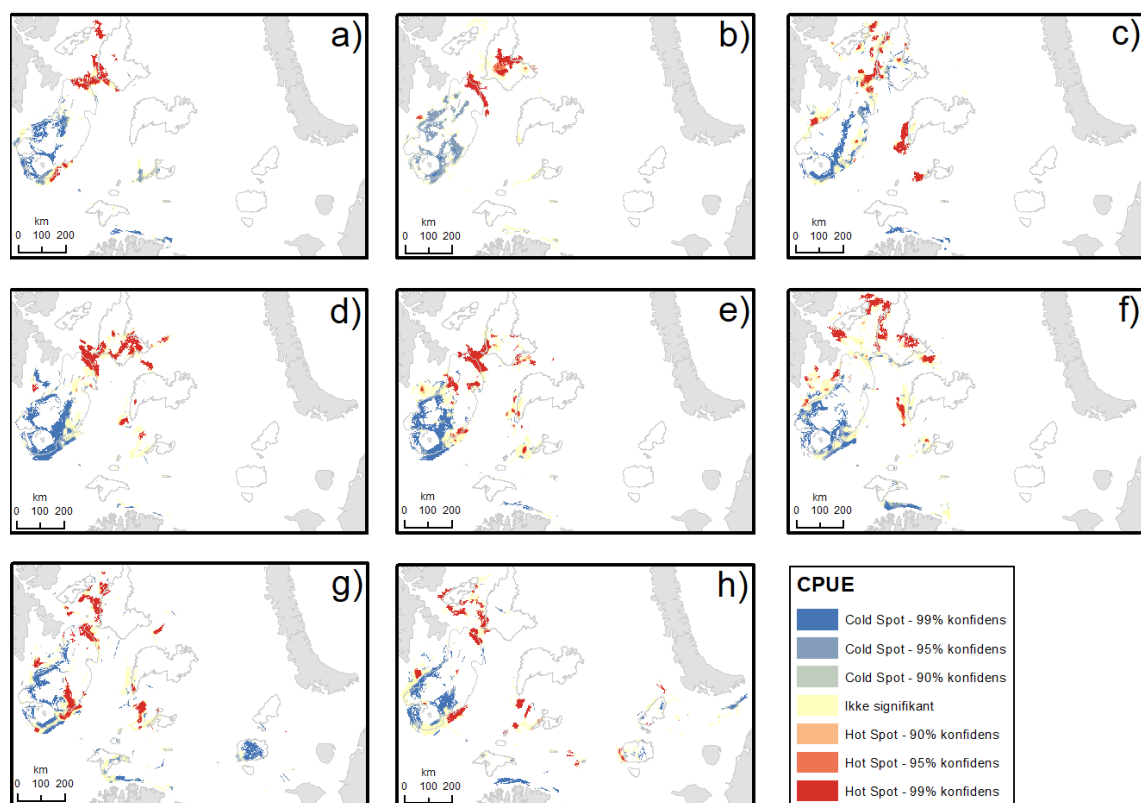 a)
km
0 100 200
b)
km
0 100 200
c)
km
0 100 200
d)
km
0 100 200
e)
km
0 100 200
f)
km
0 100 200
g)
km
0 100 200
h)
km
0 100 200
CPUE
Cold Spot - 99% konfidens
Cold Spot - 95% konfidens
Cold Spot - 90% konfidens
Ikke signifikant
Hot Spot - 90% konfidens
Hot Spot - 95% konfidens
Hot Spot - 99% konfidens